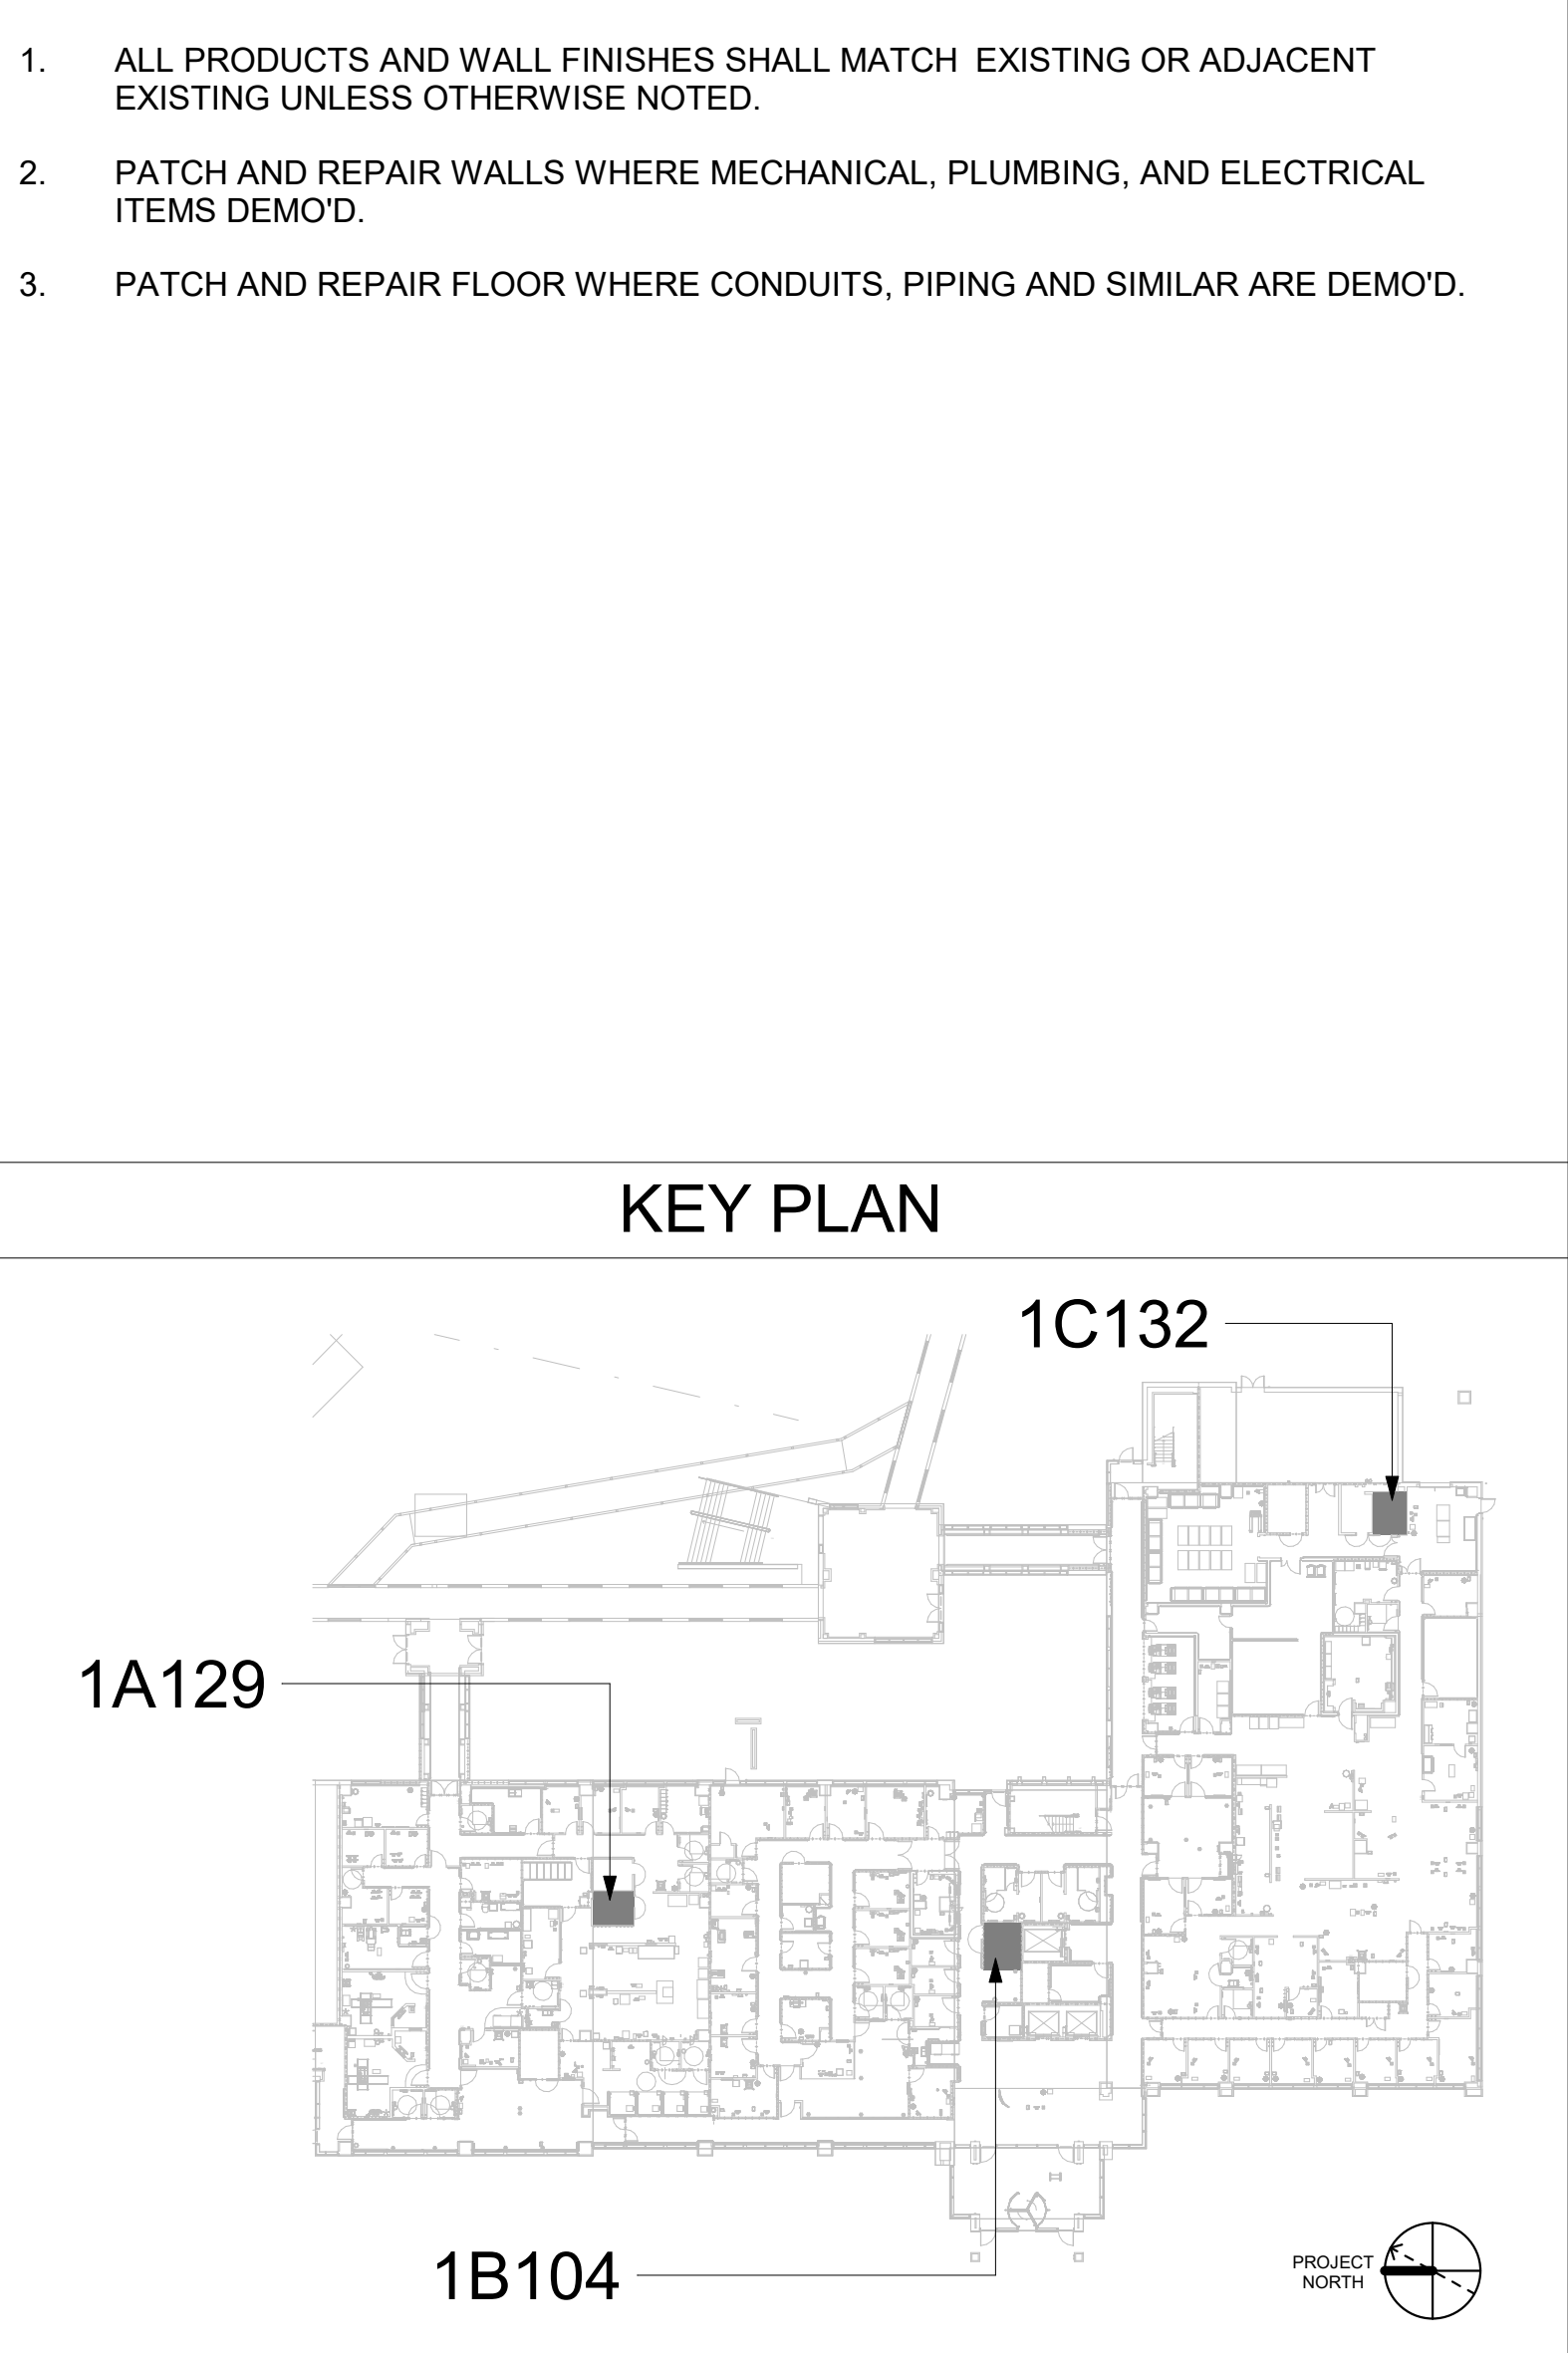 1. ALL PRODUCTS AND WALL FINISHES SHALL MATCH  EXISTING OR ADJACENT
EXISTING UNLESS OTHERWISE NOTED.
2. PATCH AND REPAIR WALLS WHERE MECHANICAL, PLUMBING, AND ELECTRICAL
ITEMS DEMO'D.
3. PATCH AND REPAIR FLOOR WHERE CONDUITS, PIPING AND SIMILAR ARE DEMO'D.
KEY PLAN
1C132
1A129
1B104
PROJECT
NORTH